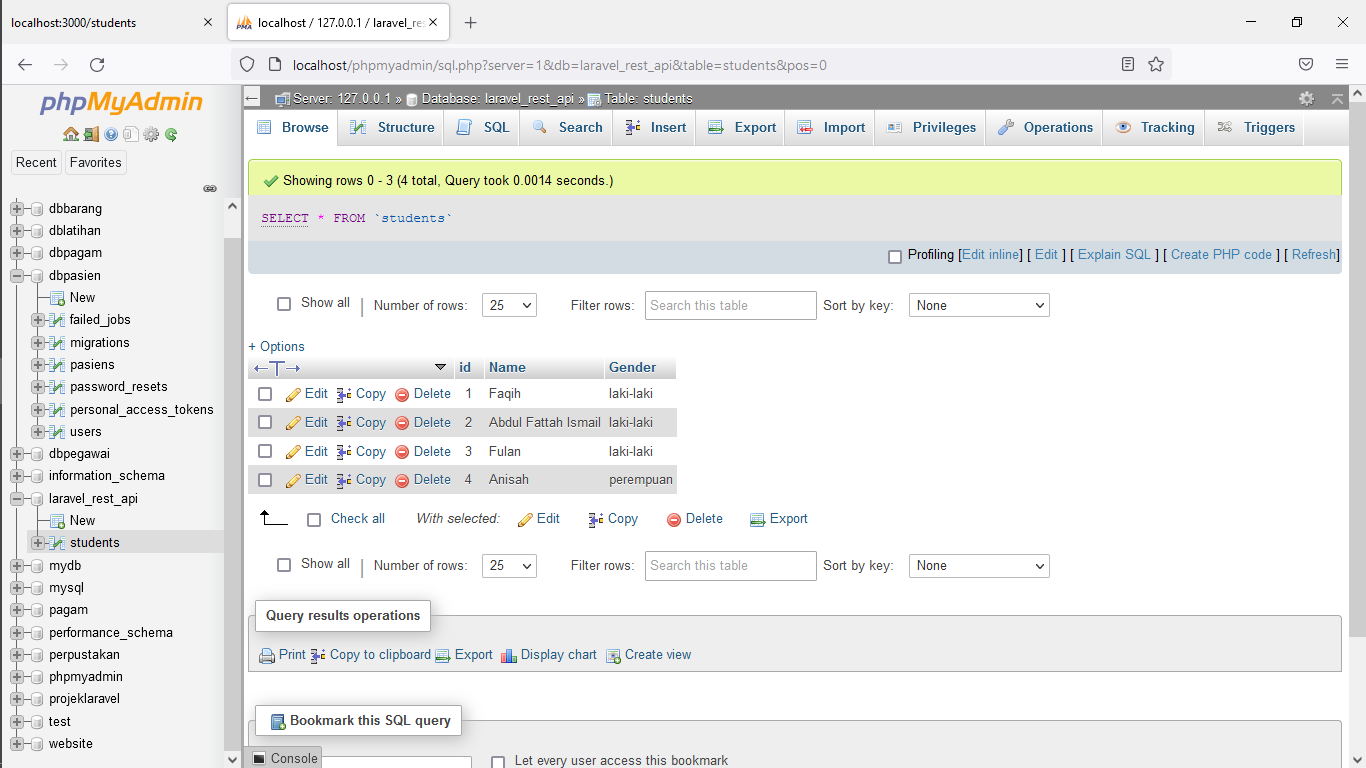 localhost:3000/students
localhost / 127.0.0.1 / laravel_res
localhost/phpmyadmin/sql.php?server=1&db=laravel_rest_api&table=students&pos=0
phpMyAdmin
Recent Favorites
dbbarang
dblatihan
dbpagam
dbpasien
New
failed_jobs
migrations
pasiens
password_resets
personal_access_tokens
users
dbpegawai
information_schema
laravel_rest_api
New
students
mydb
mysql
pagam
performance_schema
perpustakan
phpmyadmin
projeklaravel
test
website
Server: 127.0.0.1 » Database: laravel_rest_api » Table: students
Browse Structure SQL Search Insert Export Import Privileges Operations Tracking Triggers
Showing rows 0 - 3 (4 total, Query took 0.0014 seconds.)
SELECT * FROM `students`
Profiling [Edit inline] [ Edit ] [ Explain SQL ] [ Create PHP code ] [ Refresh]
Show all | Number of rows: 25 Filter rows: Search this table Sort by key: None
+ Options
id Name Gender
Edit Copy Delete 1 Faqih laki-laki
Edit Copy Delete 2 Abdul Fattah Ismail laki-laki
Edit Copy Delete 3 Fulan laki-laki
Edit Copy Delete 4 Anisah perempuan
Check all With selected: Edit Copy Delete Export
Show all | Number of rows: 25 Filter rows: Search this table Sort by key: None
Query results operations
Print Copy to clipboard Export Display chart Create view
Bookmark this SQL query
Console
Let every user access this bookmark